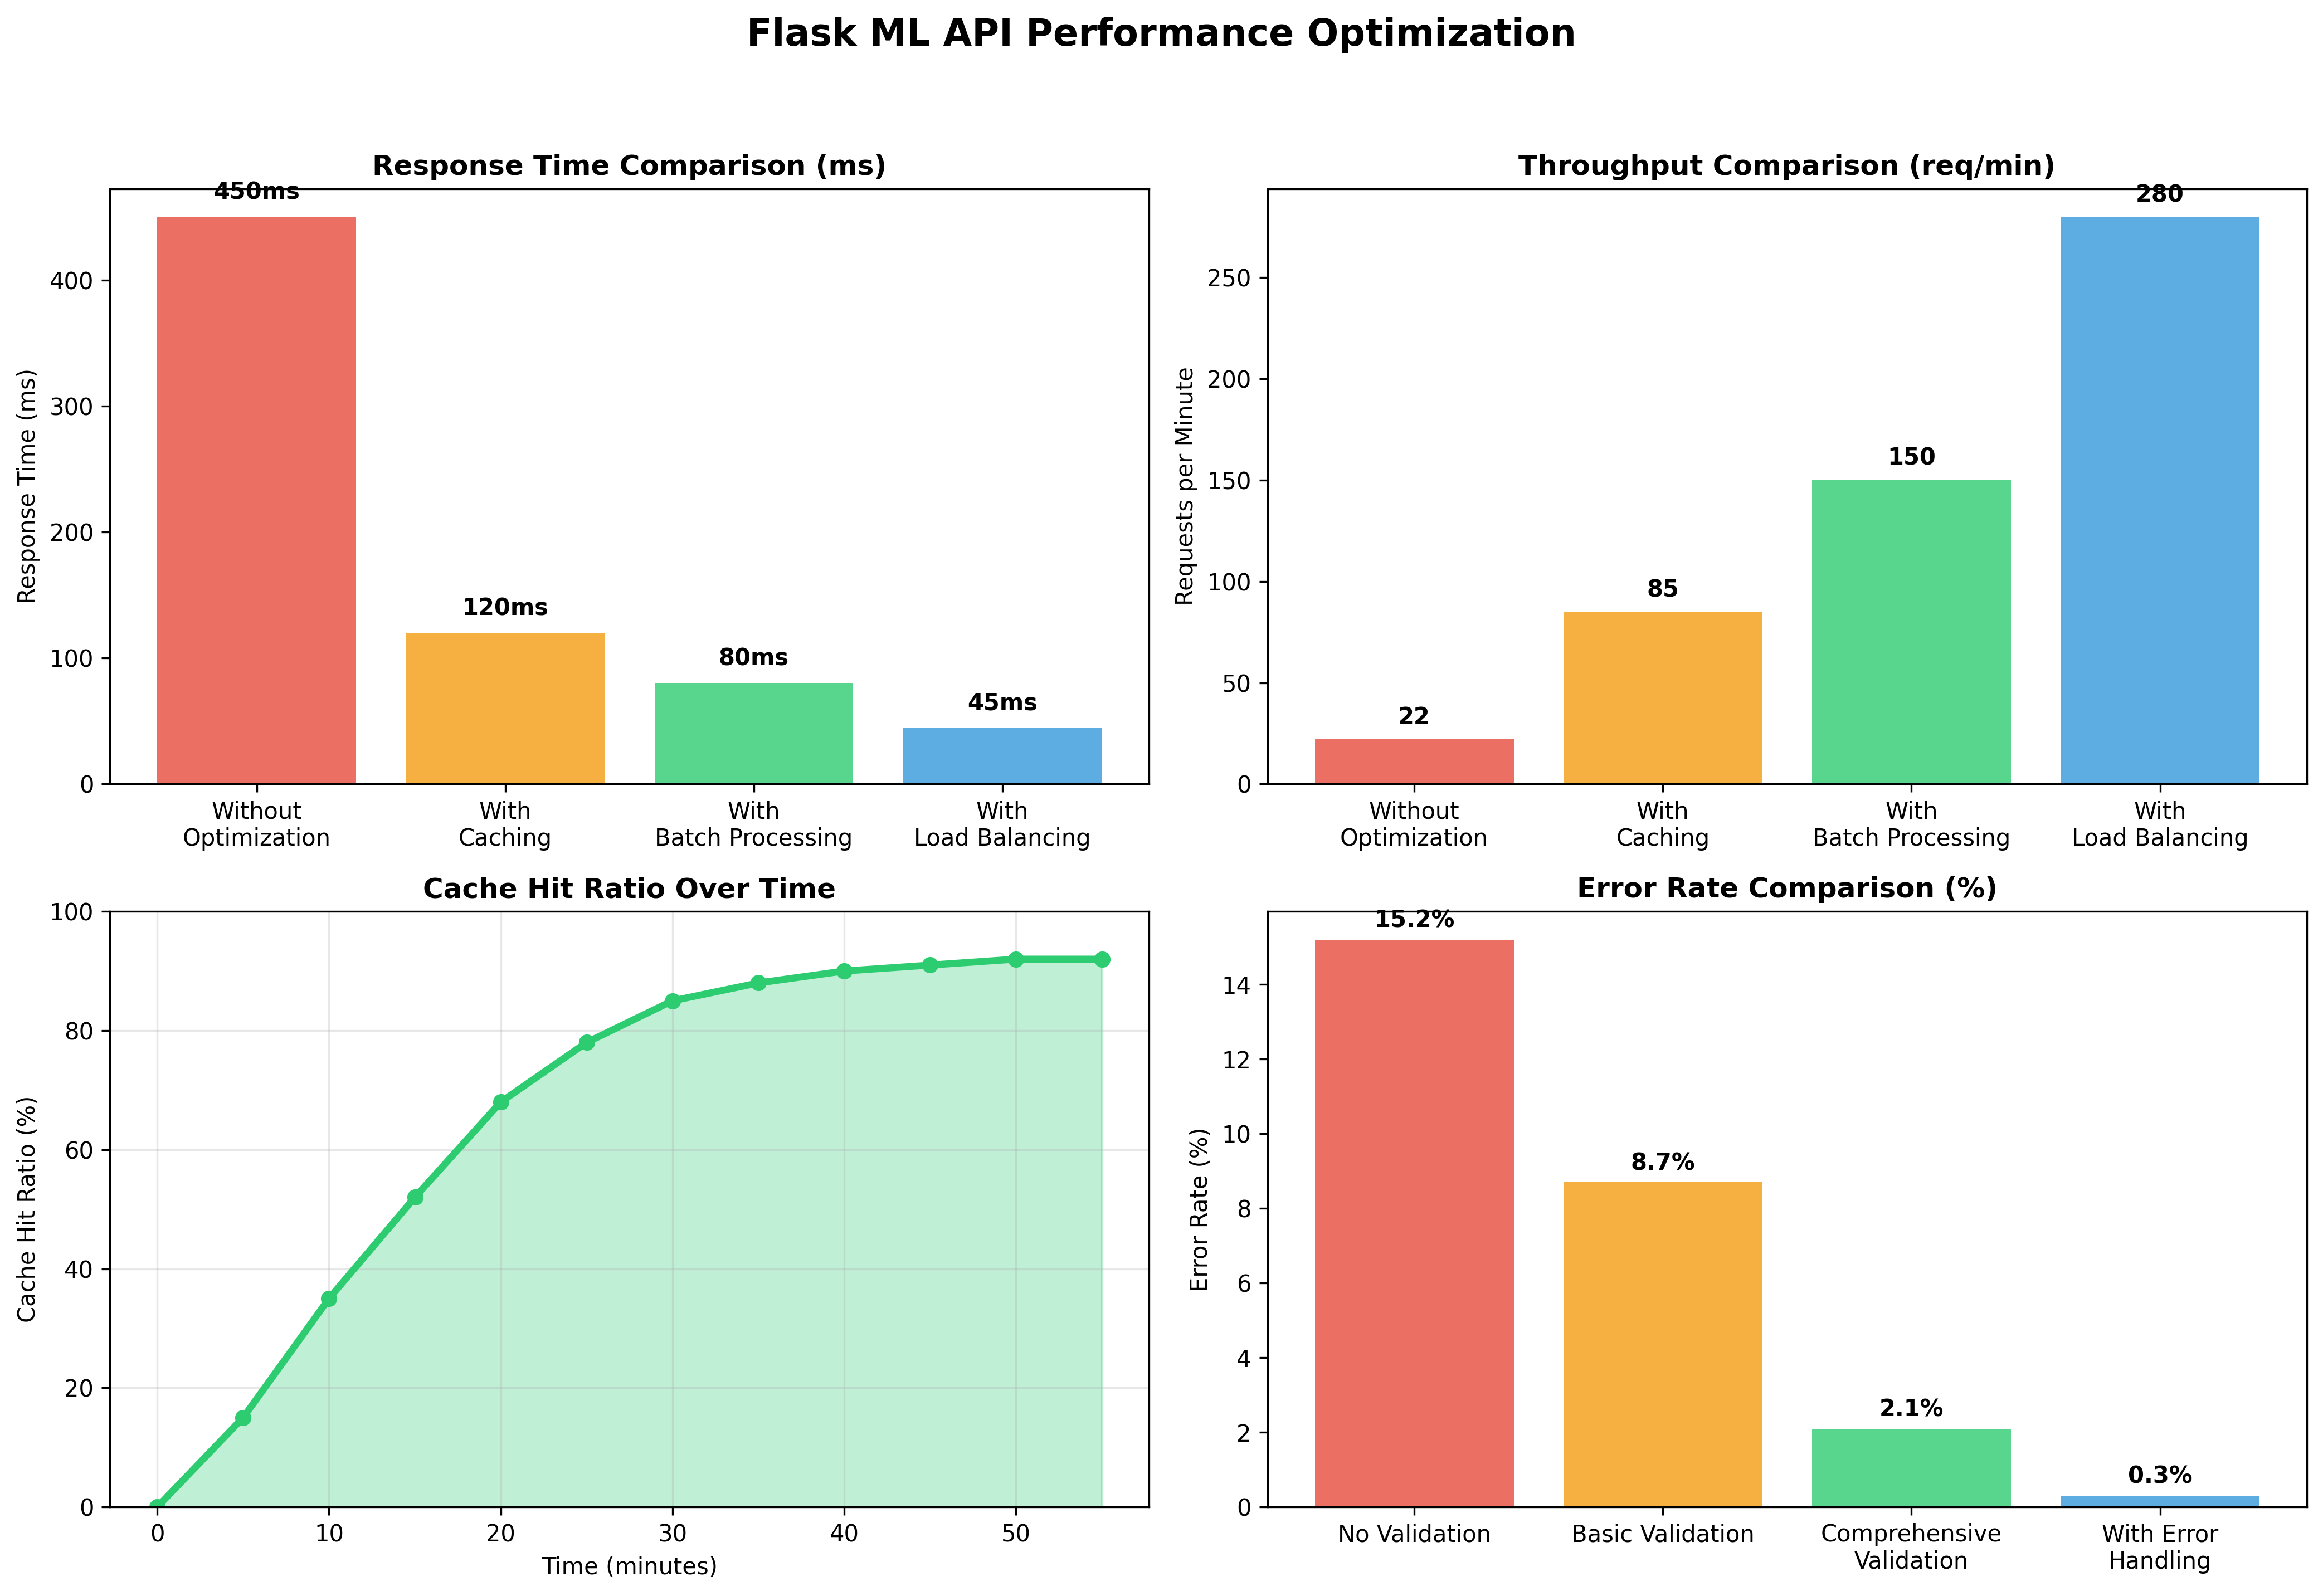 Flask ML API Performance Optimization
Response Time Comparison (ms)
450ms
120ms
80ms
45ms
Response Time (ms)
400
300
200
100
0
Without
Optimization
With
Caching
With
Batch Processing
With
Load Balancing
Throughput Comparison (req/min)
280
150
85
22
Requests per Minute
250
200
150
100
50
0
Without
Optimization
With
Caching
With
Batch Processing
With
Load Balancing
Cache Hit Ratio Over Time
Cache Hit Ratio (%)
100
80
60
40
20
0
0 10 20 30 40 50
Time (minutes)
Error Rate Comparison (%)
15.2%
8.7%
2.1%
0.3%
Error Rate (%)
14
12
10
8
6
4
2
0
No Validation
Basic Validation
Comprehensive
Validation
With Error
Handling